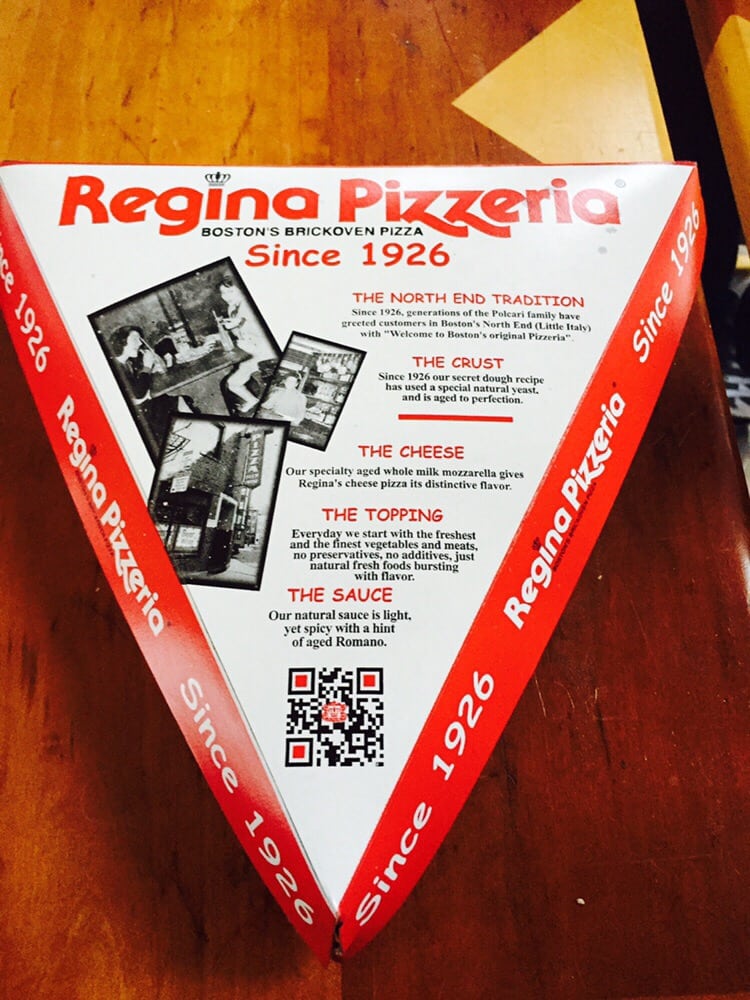 Regina Pizzeria®
BOSTON'S BRICKOVEN PIZZA
Since 1926
THE NORTH END TRADITION
Since 1926, generations of the Polcari family have
greeted customers in Boston's North End (Little Italy)
with "Welcome to Boston's original Pizzeria".
THE CRUST
Since 1926 our secret dough recipe
has used a special natural yeast.
and is aged to perfection.
THE CHEESE
Our specialty aged whole milk mozzarella gives
Regina's cheese pizza its distinctive flavor.
THE TOPPING
Everyday we start with the freshest
and the finest vegetables and meats,
no preservatives, no additives, just
natural fresh foods bursting
with flavor.
THE SAUCE
Our natural sauce is light,
yet spicy with a hint
of aged Romano.
PIZZA
Since 1926
Regina Pizzeria
Since 1926
Since 1926
Regina Pizzeria
Since 1926